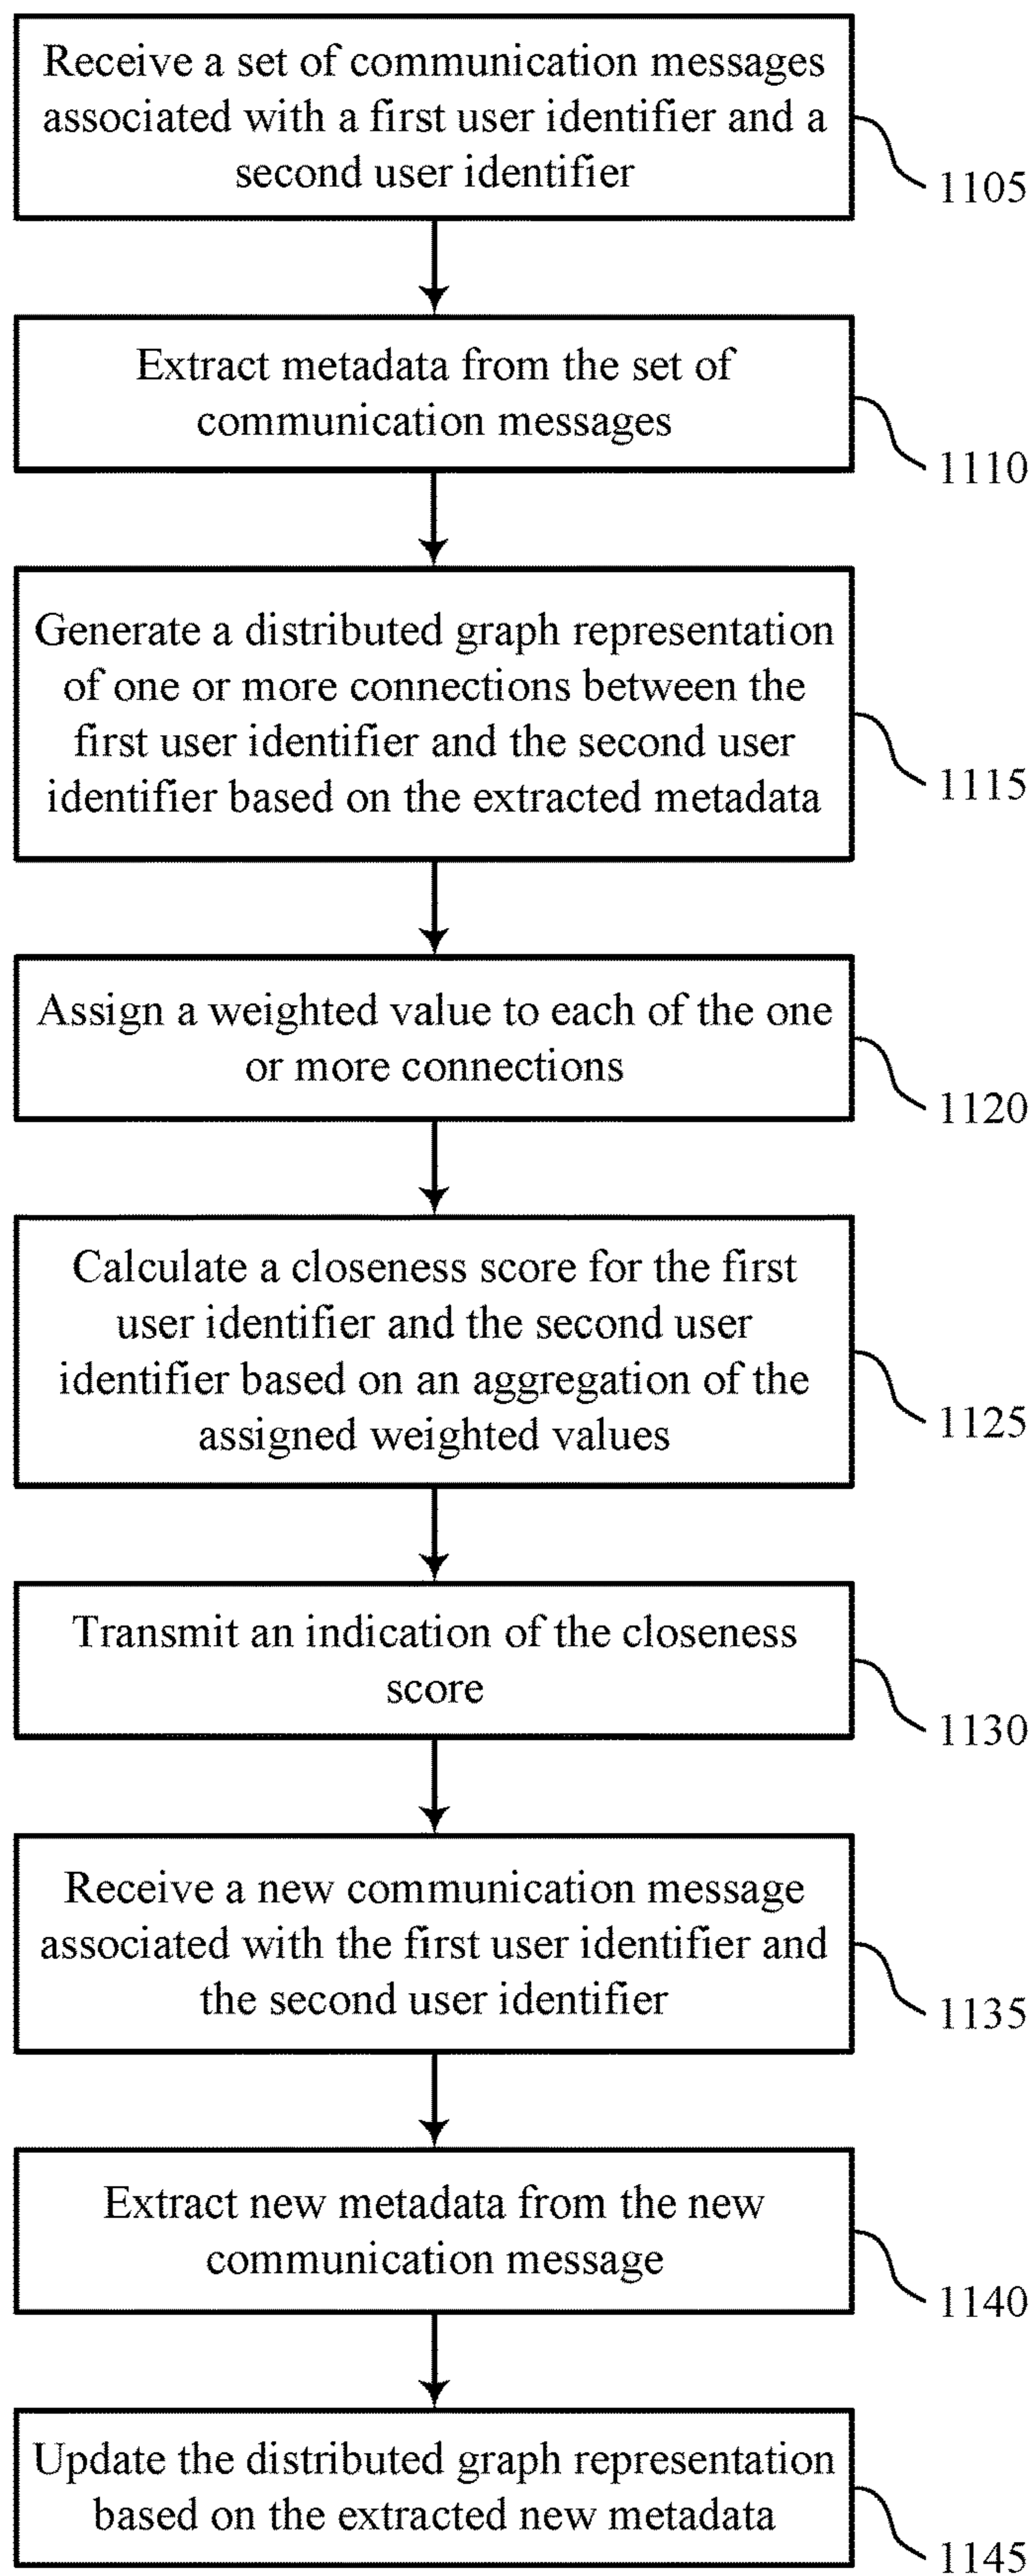 Receive a set of communication messages
associated with a first user identifier and a
second user identifier
1105
Extract metadata from the set of
communication messages
1110
Generate a distributed graph representation
of one or more connections between the
first user identifier and the second user
identifier based on the extracted metadata
1115
Assign a weighted value to each of the one
or more connections
1120
Calculate a closeness score for the first
user identifier and the second user
identifier based on an aggregation of the
assigned weighted values
1125
Transmit an indication of the closeness
score
1130
Receive a new communication message
associated with the first user identifier and
the second user identifier
1135
Extract new metadata from the new
communication message
1140
Update the distributed graph representation
based on the extracted new metadata
1145